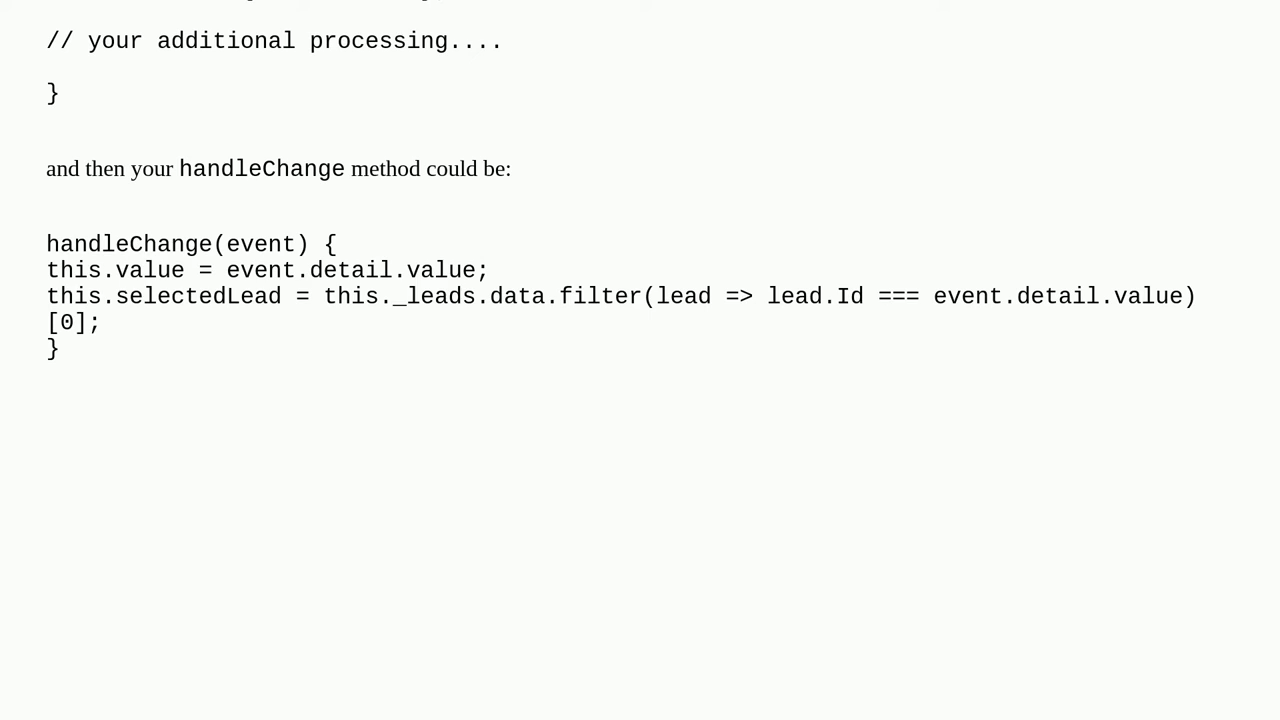 // your additional processing....
}
and then your handleChange method could be:
handleChange(event) {
this.value = event.detail.value;
this.selectedLead = this._leads.data.filter(lead => lead.Id === event.detail.value)
[0];
}